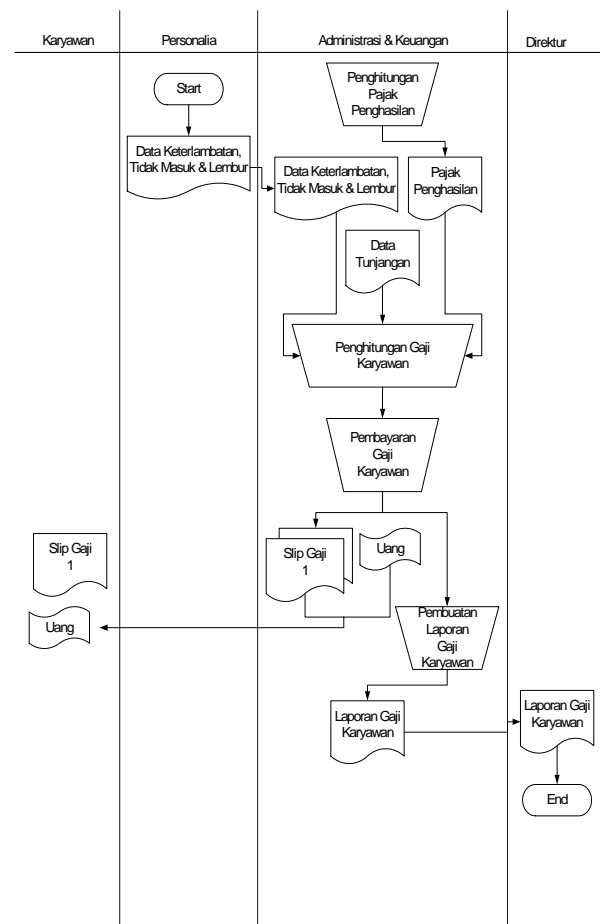 Karyawan
Personalia
Administrasi & Keuangan
Direktur
Start
Penghitungan
Pajak
Penghasilan
Data Keterlambatan,
Tidak Masuk & Lembur
Data Keterlambatan,
Tidak Masuk & Lembur
Pajak
Penghasilan
Data
Tunjangan
Penghitungan Gaji
Karyawan
Pembayaran
Gaji
Karyawan
Slip Gaji
1
Slip Gaji
1
Uang
Uang
Pembuatan
Laporan
Gaji
Karyawan
Laporan Gaji
Karyawan
Laporan Gaji
Karyawan
End